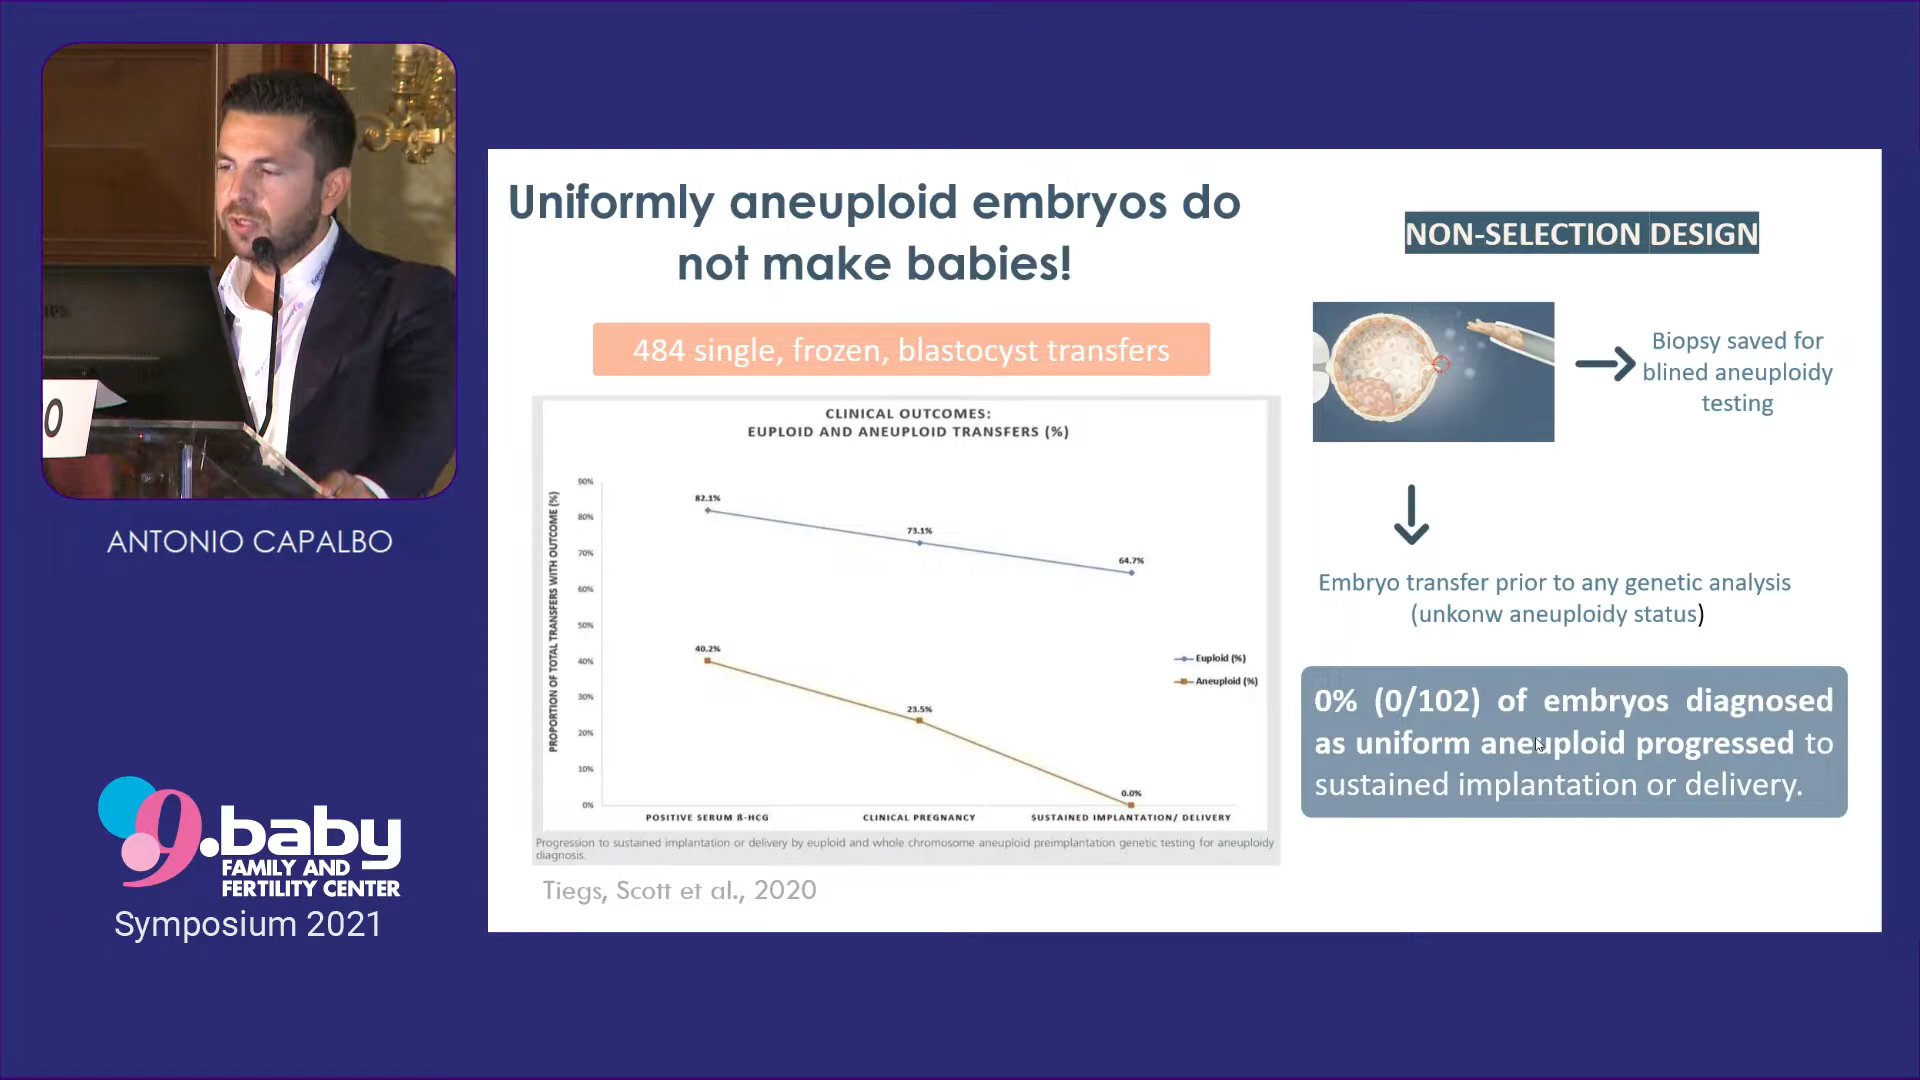 Uniformly aneuploid embryos do
not make babies!
484 single, frozen, blastocyst transfers
CLINICAL OUTCOMES:
EUPLOID AND ANEUPLOID TRANSFERS (%)
PROPORTION OF TOTAL TRANSFERS WITH OUTCOME (%)
90%
80%
70%
60%
50%
40%
30%
20%
10%
0%
82.1%
73.1%
64.7%
40.2%
23.5%
0.0%
Euploid (%)
Aneuploid (%)
POSITIVE SERUM ß-HCG
CLINICAL PREGNANCY
SUSTAINED IMPLANTATION/ DELIVERY
Progression to sustained implantation or delivery by euploid and whole chromosome aneuploid preimplantation genetic testing for aneuploidy
diagnosis.
Tiegs, Scott et al., 2020
NON-SELECTION DESIGN
Biopsy saved for
blined aneuploidy
testing
Embryo transfer prior to any genetic analysis
(unkonw aneuploidy status)
0% (0/102) of embryos diagnosed
as uniform aneuploid progressed to
sustained implantation or delivery.
O
ANTONIO CAPALBO
9.baby
FAMILY AND
FERTILITY CENTER
Symposium 2021